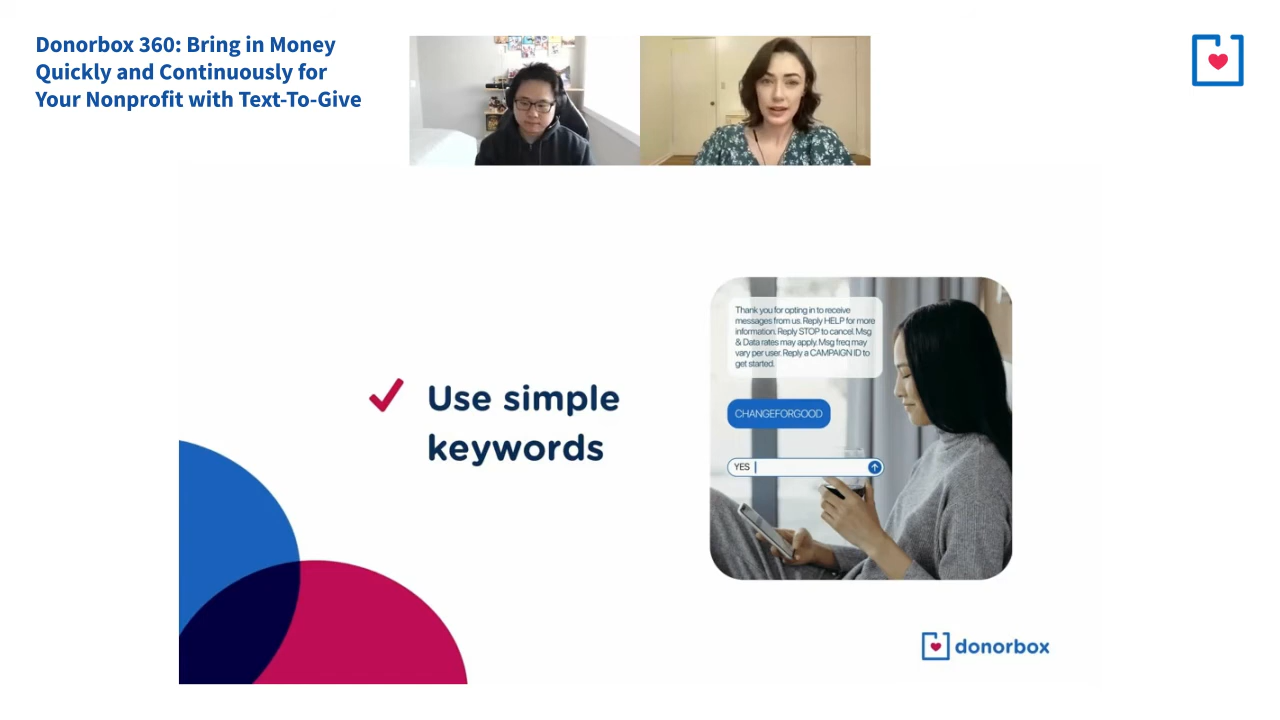 Donorbox 360: Bring in Money
Quickly and Continuously for
Your Nonprofit with Text-To-Give
Use simple
keywords
Thank you for opting in to receive
messages from us. Reply HELP for more
information. Reply STOP to cancel. Msg
& Data rates may apply. Msg freq may
vary per user. Reply a CAMPAIGN ID to
get started.
CHANGEFORGOOD
YES
donorbox